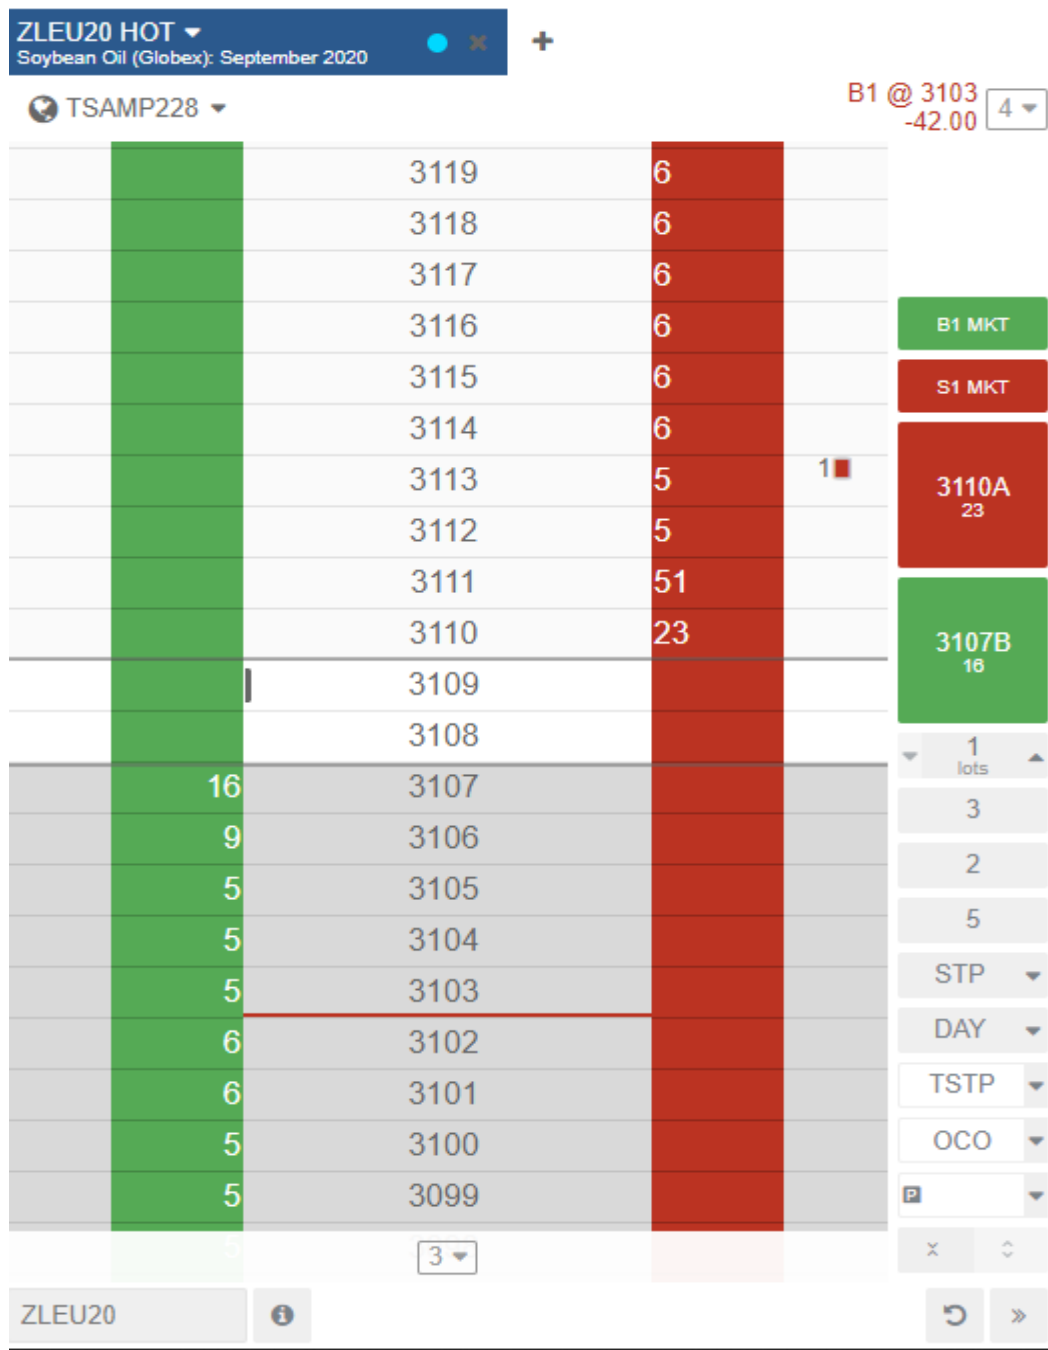 ZLEU20 HOT
Soybean Oil (Globex): September 2020
TSAMP228
B1 @ 3103
-42.00
4
3119 6
3118 6
3117 6
3116 6
3115 6
3114 6
3113 5 1
3112 5
3111 51
3110 23
3109
3108
16 3107
9 3106
5 3105
5 3104
5 3103
6 3102
6 3101
5 3100
5 3099
3
B1 MKT
S1 MKT
3110A
23
3107B
16
1
lots
3
2
5
STP
DAY
TSTP
OCO
P
ZLEU20